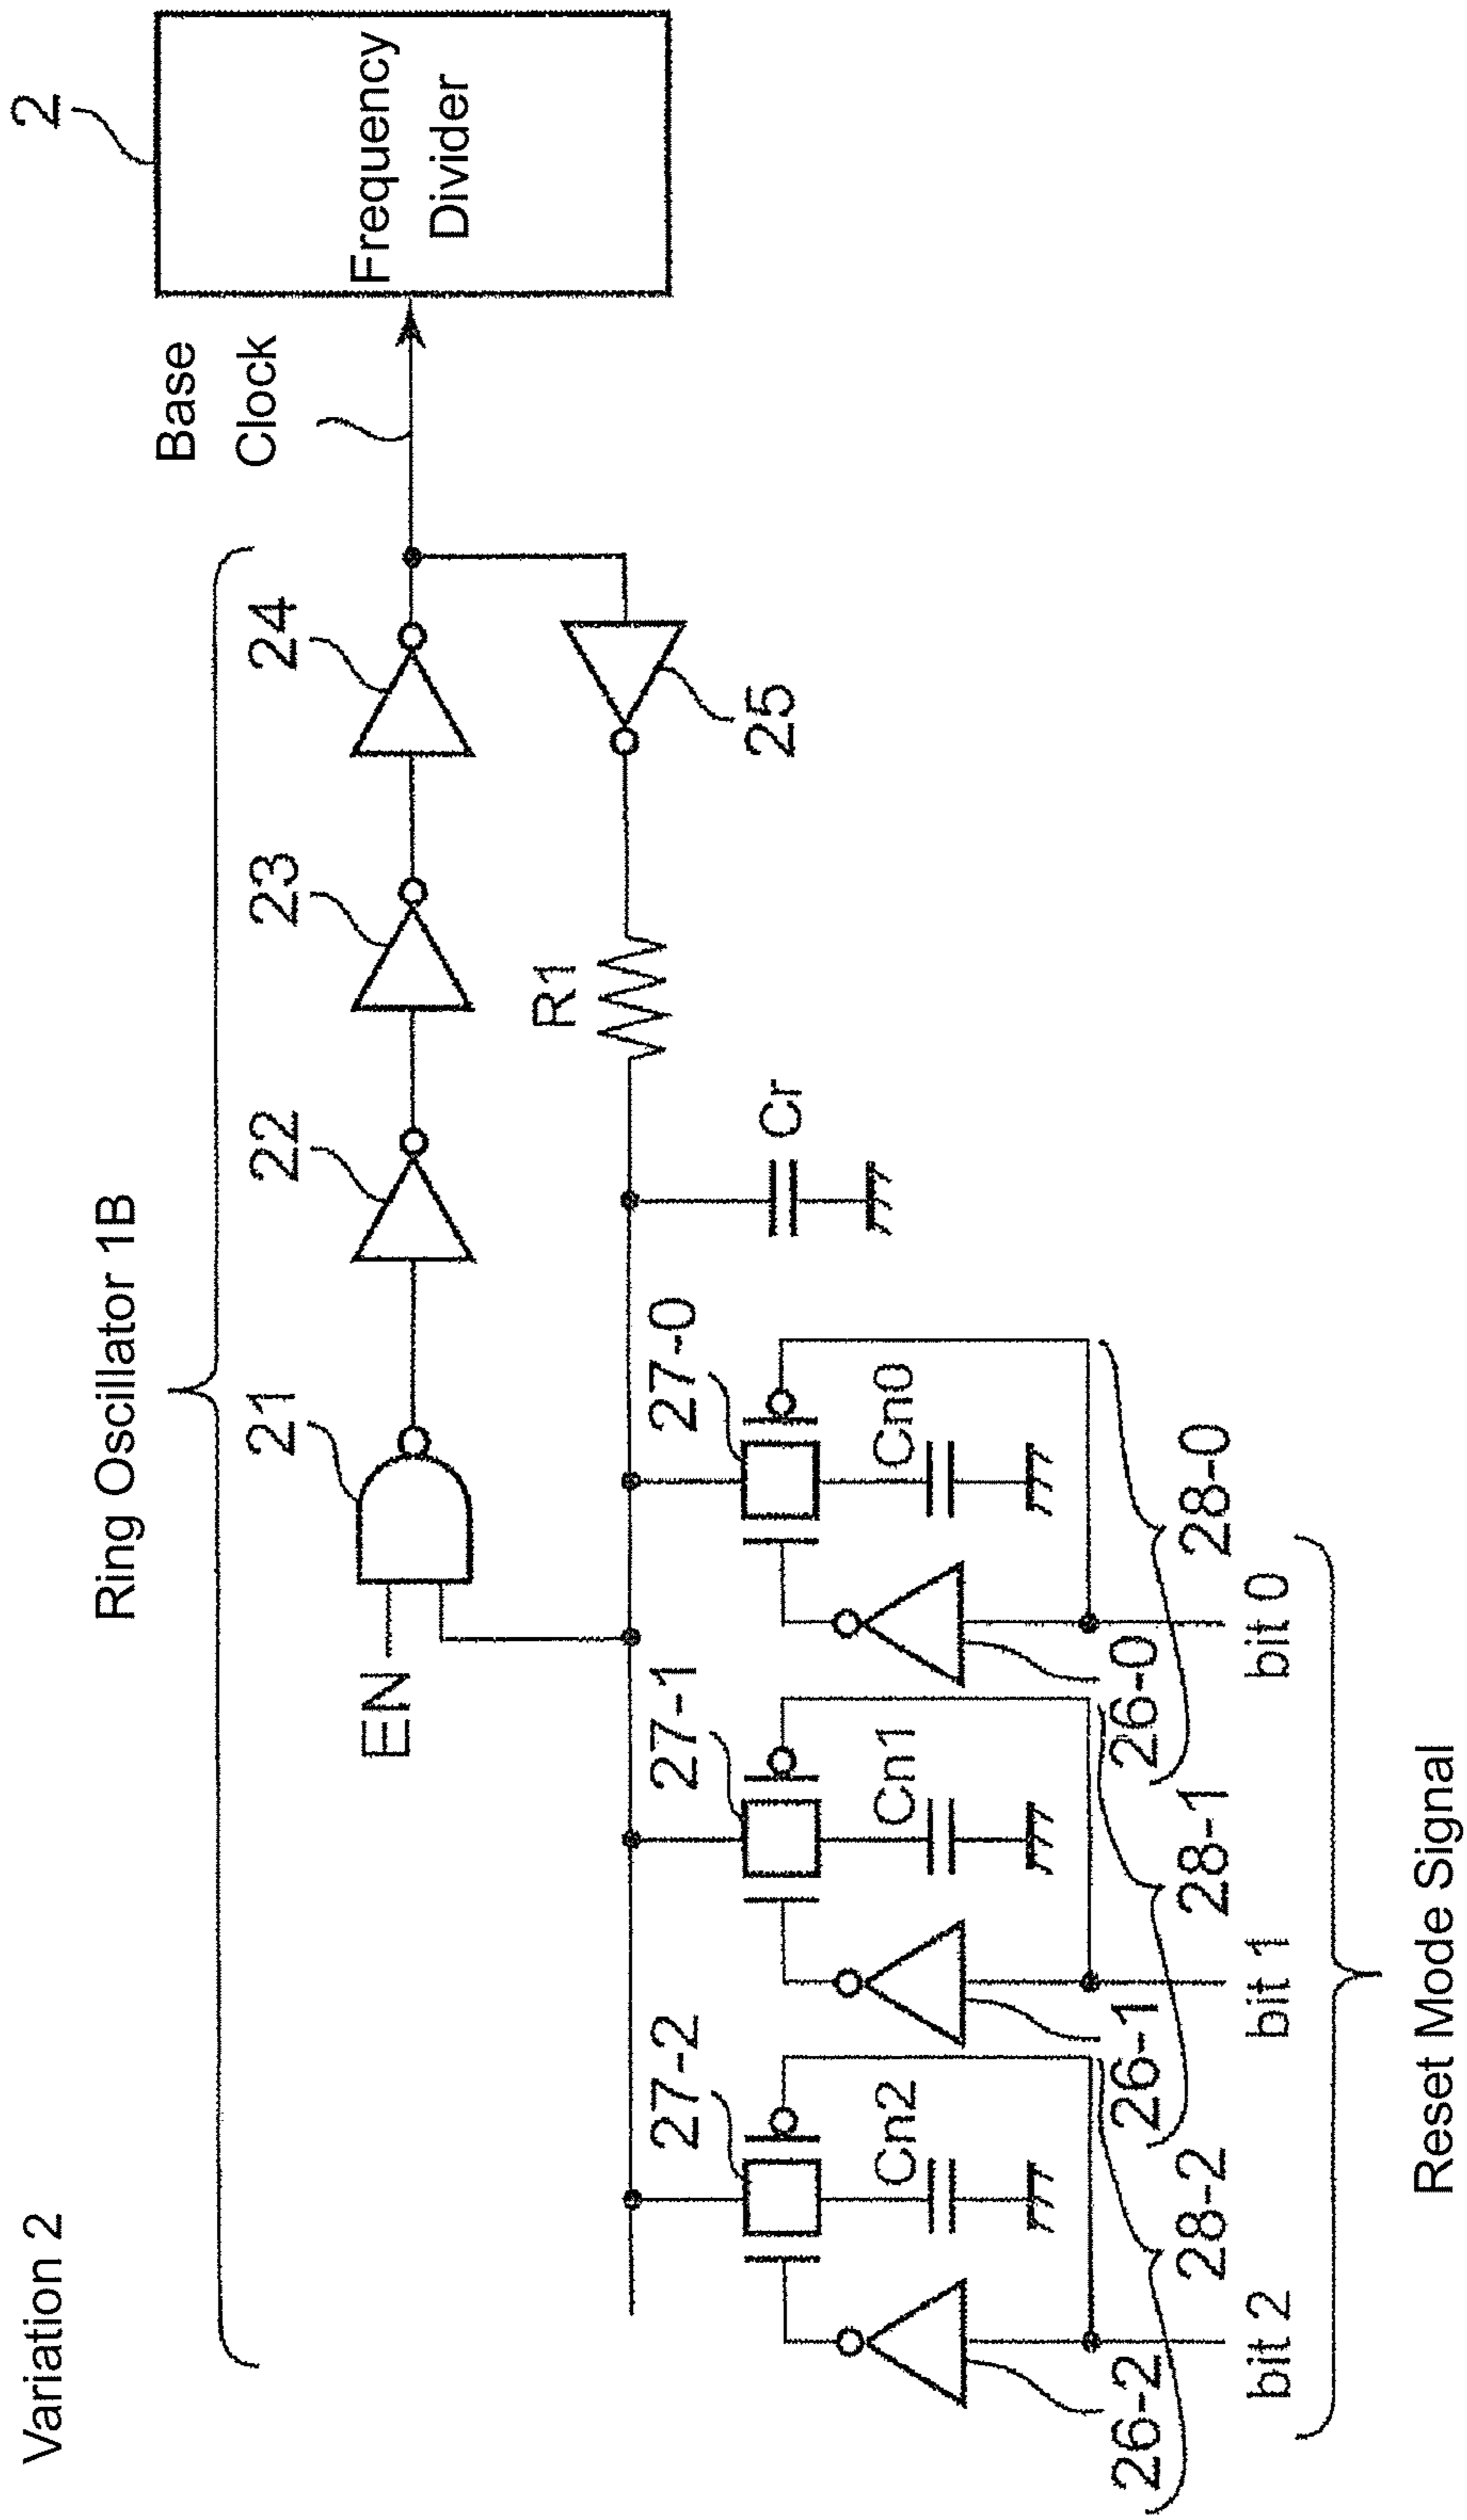 Variation 2
Ring Oscillator 1B
2
Base
Clock
Frequency
Divider
21
22
23
24
EN
R1
25
Cr
27-2
27-1
27-0
Cn2
Cn1
Cn0
26-2
28-2
26-1
28-1
26-0
28-0
bit 2
bit 1
bit 0
Reset Mode Signal